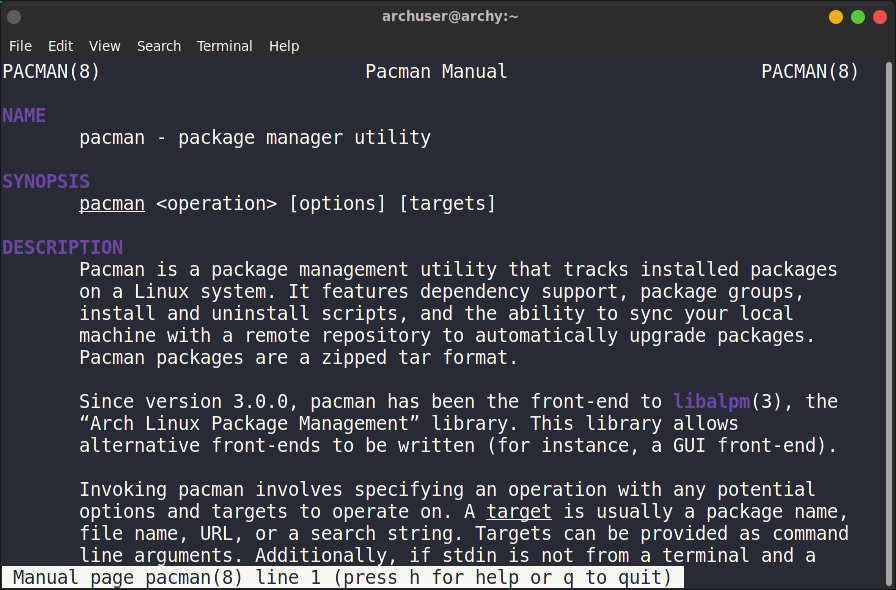 archuser@archy:~
File Edit View Search Terminal Help
PACMAN(8) Pacman Manual PACMAN(8)
NAME
pacman - package manager utility
SYNOPSIS
pacman <operation> [options] [targets]
DESCRIPTION
Pacman is a package management utility that tracks installed packages
on a Linux system. It features dependency support, package groups,
install and uninstall scripts, and the ability to sync your local
machine with a remote repository to automatically upgrade packages.
Pacman packages are a zipped tar format.
Since version 3.0.0, pacman has been the front-end to libalpm(3), the
“Arch Linux Package Management” library. This library allows
alternative front-ends to be written (for instance, a GUI front-end).
Invoking pacman involves specifying an operation with any potential
options and targets to operate on. A target is usually a package name,
file name, URL, or a search string. Targets can be provided as command
line arguments. Additionally, if stdin is not from a terminal and a
Manual page pacman(8) line 1 (press h for help or q to quit)